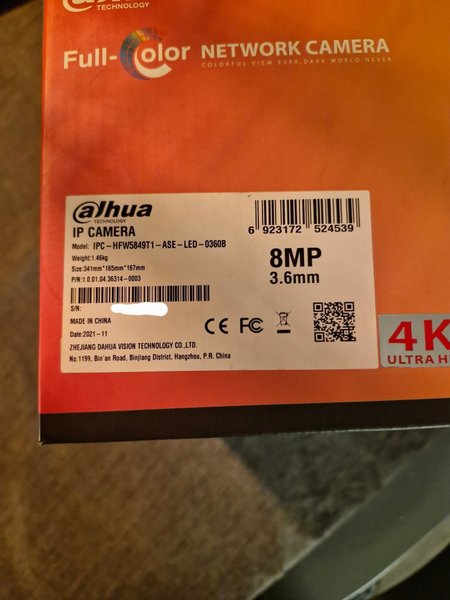 alhua
TECHNOLOGY
Full-Color NETWORK CAMERA
COLORFUL VIEW EVER, DARK WORLD NEVER
alhua
TECHNOLOGY
IP CAMERA
Model: IPC-HFW5849T1-ASE-LED-0360B
Weight:1.46kg
Size:341mm*165mm*167mm
P/N:1.0.01.04.36314-0003
S/N:
MADE IN CHINA
Date:2021-11
ZHEJIANG DAHUA VISION TECHNOLOGY CO.,LTD.
No.1199, Bin'an Road, Binjiang District, Hangzhou, P.R. China
6 923172 524539
8MP
3.6mm
CE FC
4K
ULTRA H